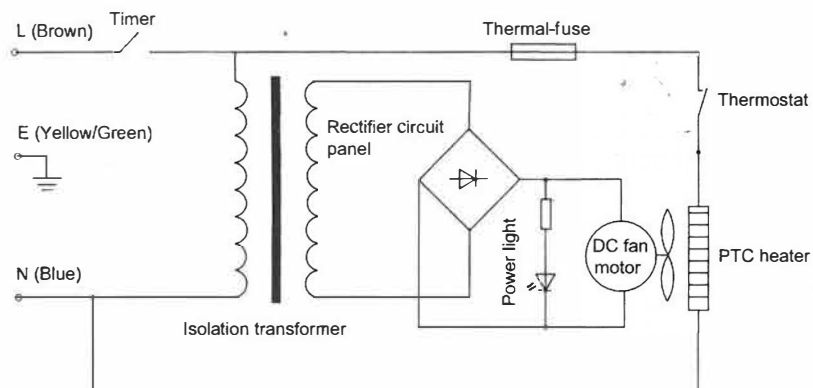 L (Brown)
Timer
Thermal-fuse
Thermostat
E (Yellow/Green)
Rectifier circuit
panel
Power light
DC fan
motor
PTC heater
N (Blue)
Isolation transformer